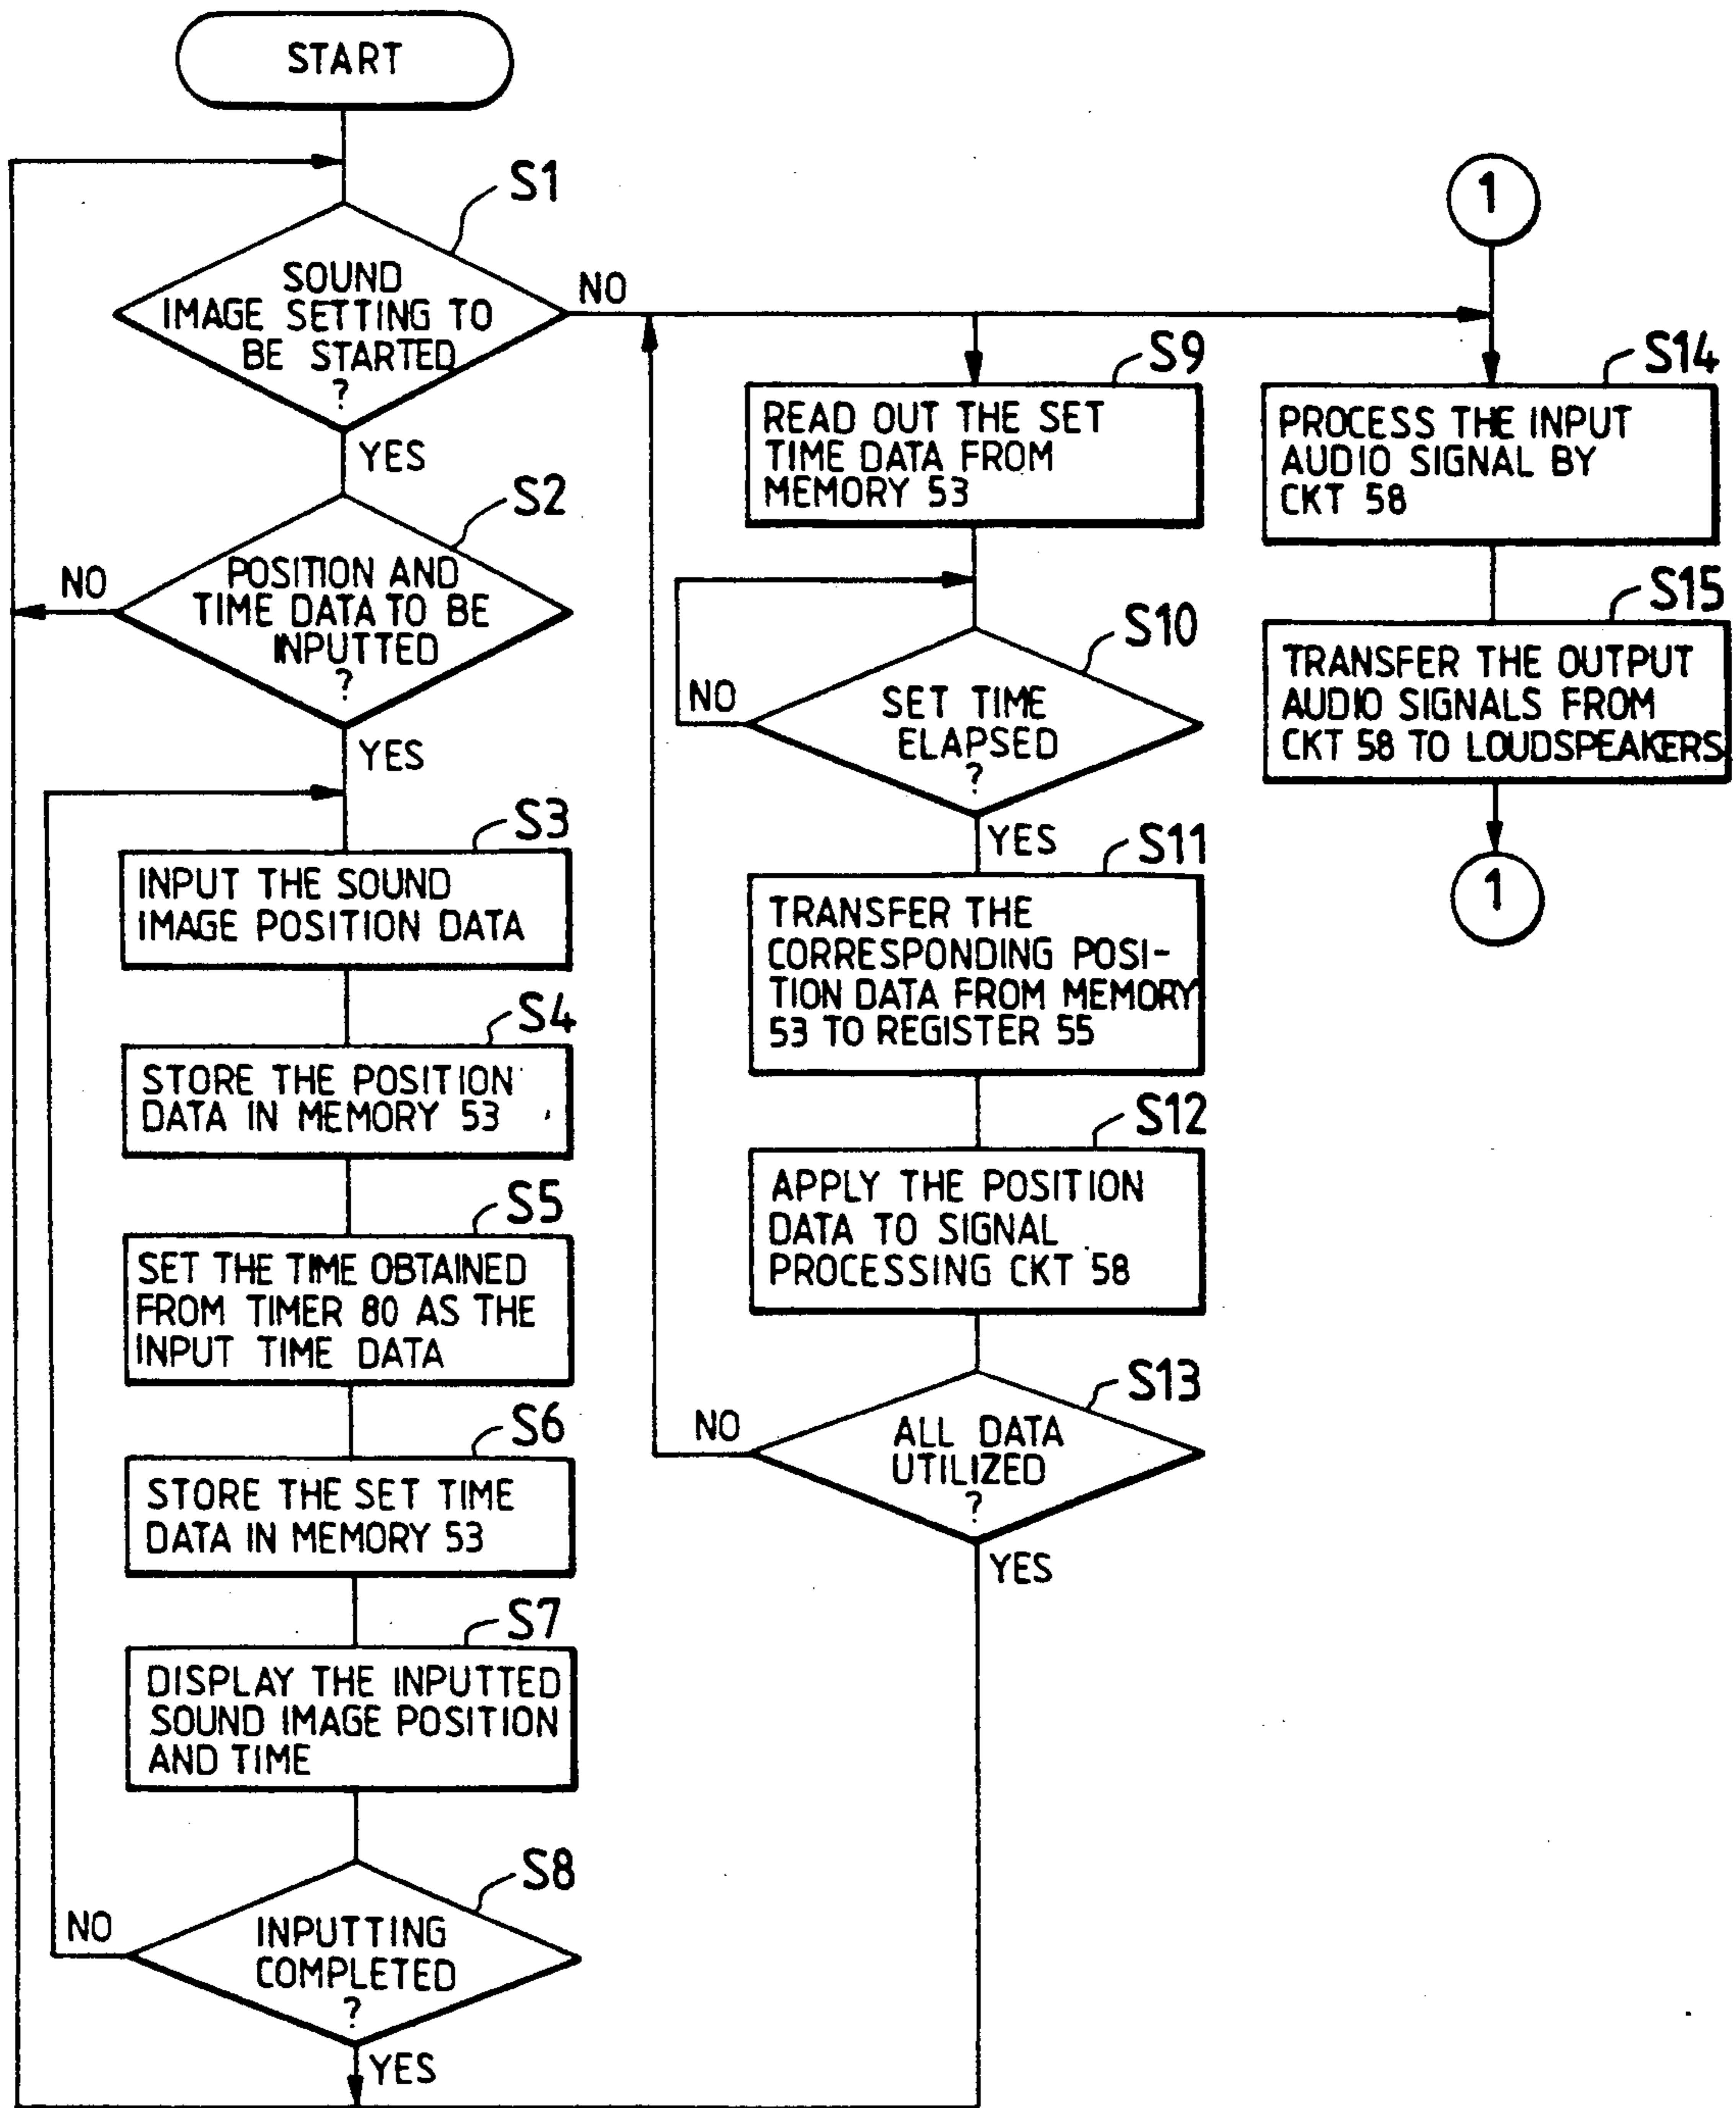 START
S1
SOUND
IMAGE SETTING TO
BE STARTED
?
NO
YES
S2
POSITION AND
TIME DATA TO BE
INPUTTED
?
NO
YES
S3
INPUT THE SOUND
IMAGE POSITION DATA
S4
STORE THE POSITION
DATA IN MEMORY 53
S5
SET THE TIME OBTAINED
FROM TIMER 80 AS THE
INPUT TIME DATA
S6
STORE THE SET TIME
DATA IN MEMORY 53
S7
DISPLAY THE INPUTTED
SOUND IMAGE POSITION
AND TIME
S8
INPUTTING
COMPLETED
?
NO
YES
S9
READ OUT THE SET
TIME DATA FROM
MEMORY 53
S10
SET TIME
ELAPSED
?
NO
YES
S11
TRANSFER THE
CORRESPONDING POSI-
TION DATA FROM MEMORY
53 TO REGISTER 55
S12
APPLY THE POSITION
DATA TO SIGNAL
PROCESSING CKT 58
S13
ALL DATA
UTILIZED
?
NO
YES
1
S14
PROCESS THE INPUT
AUDIO SIGNAL BY
CKT 58
S15
TRANSFER THE OUTPUT
AUDIO SIGNALS FROM
CKT 58 TO LOUDSPEAKERS
1